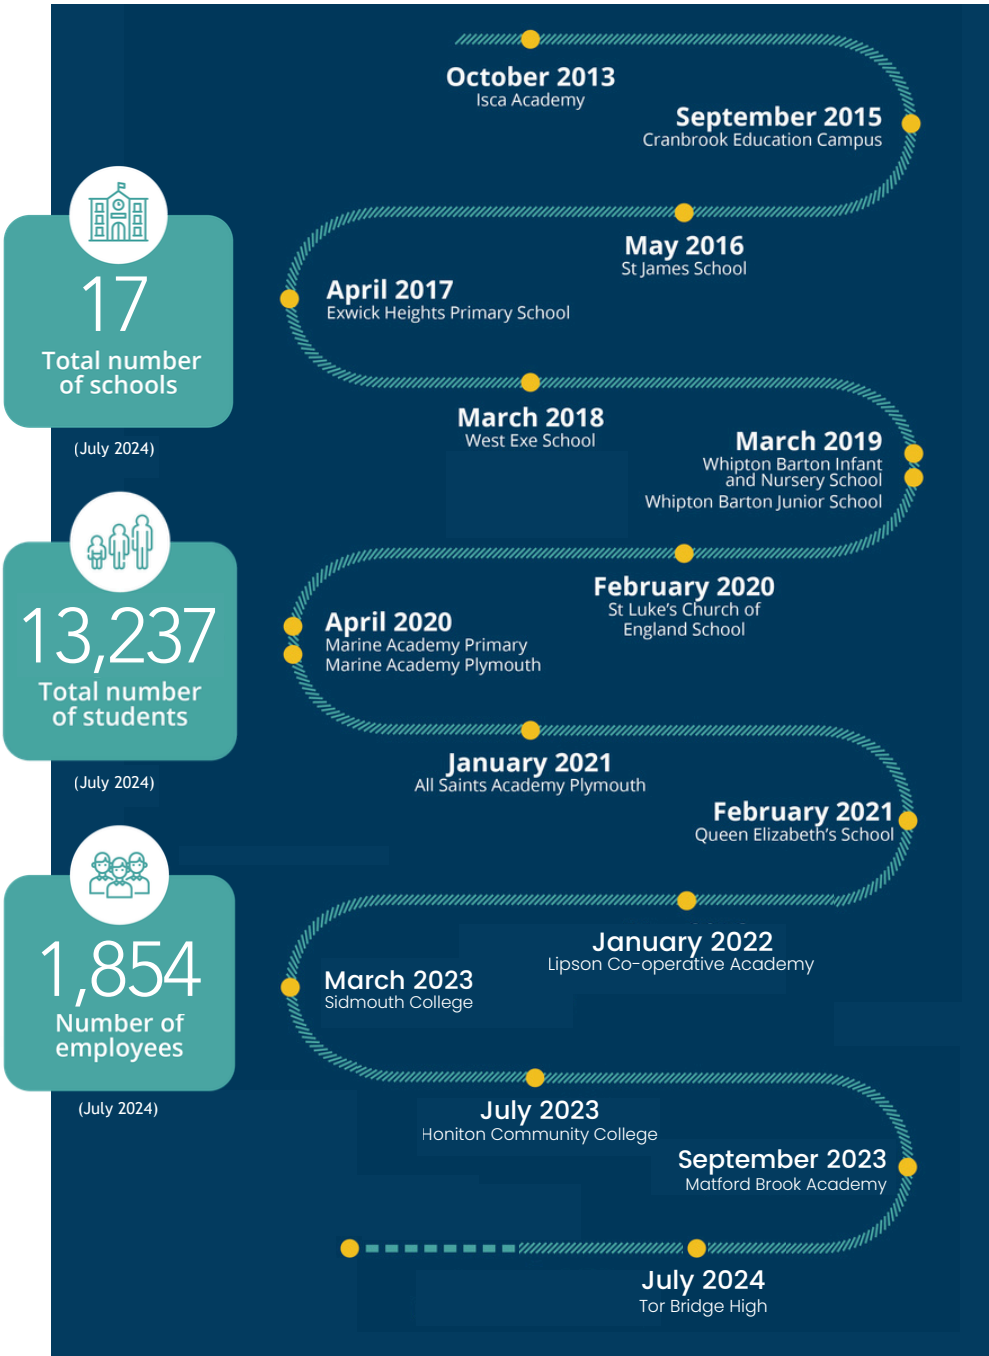 October 2013
Isca Academy
September 2015
Cranbrook Education Campus
May 2016
St James School
April 2017
Exwick Heights Primary School
March 2018
West Exe School
March 2019
Whipton Barton Infant
and Nursery School
Whipton Barton Junior School
February 2020
St Luke's Church of
England School
April 2020
Marine Academy Primary
Marine Academy Plymouth
January 2021
All Saints Academy Plymouth
February 2021
Queen Elizabeth's School
January 2022
Lipson Co-operative Academy
March 2023
Sidmouth College
July 2023
Honiton Community College
September 2023
Matford Brook Academy
July 2024
Tor Bridge High
17
Total number
of schools
(July 2024)
13,237
Total number
of students
(July 2024)
1,854
Number of
employees
(July 2024)